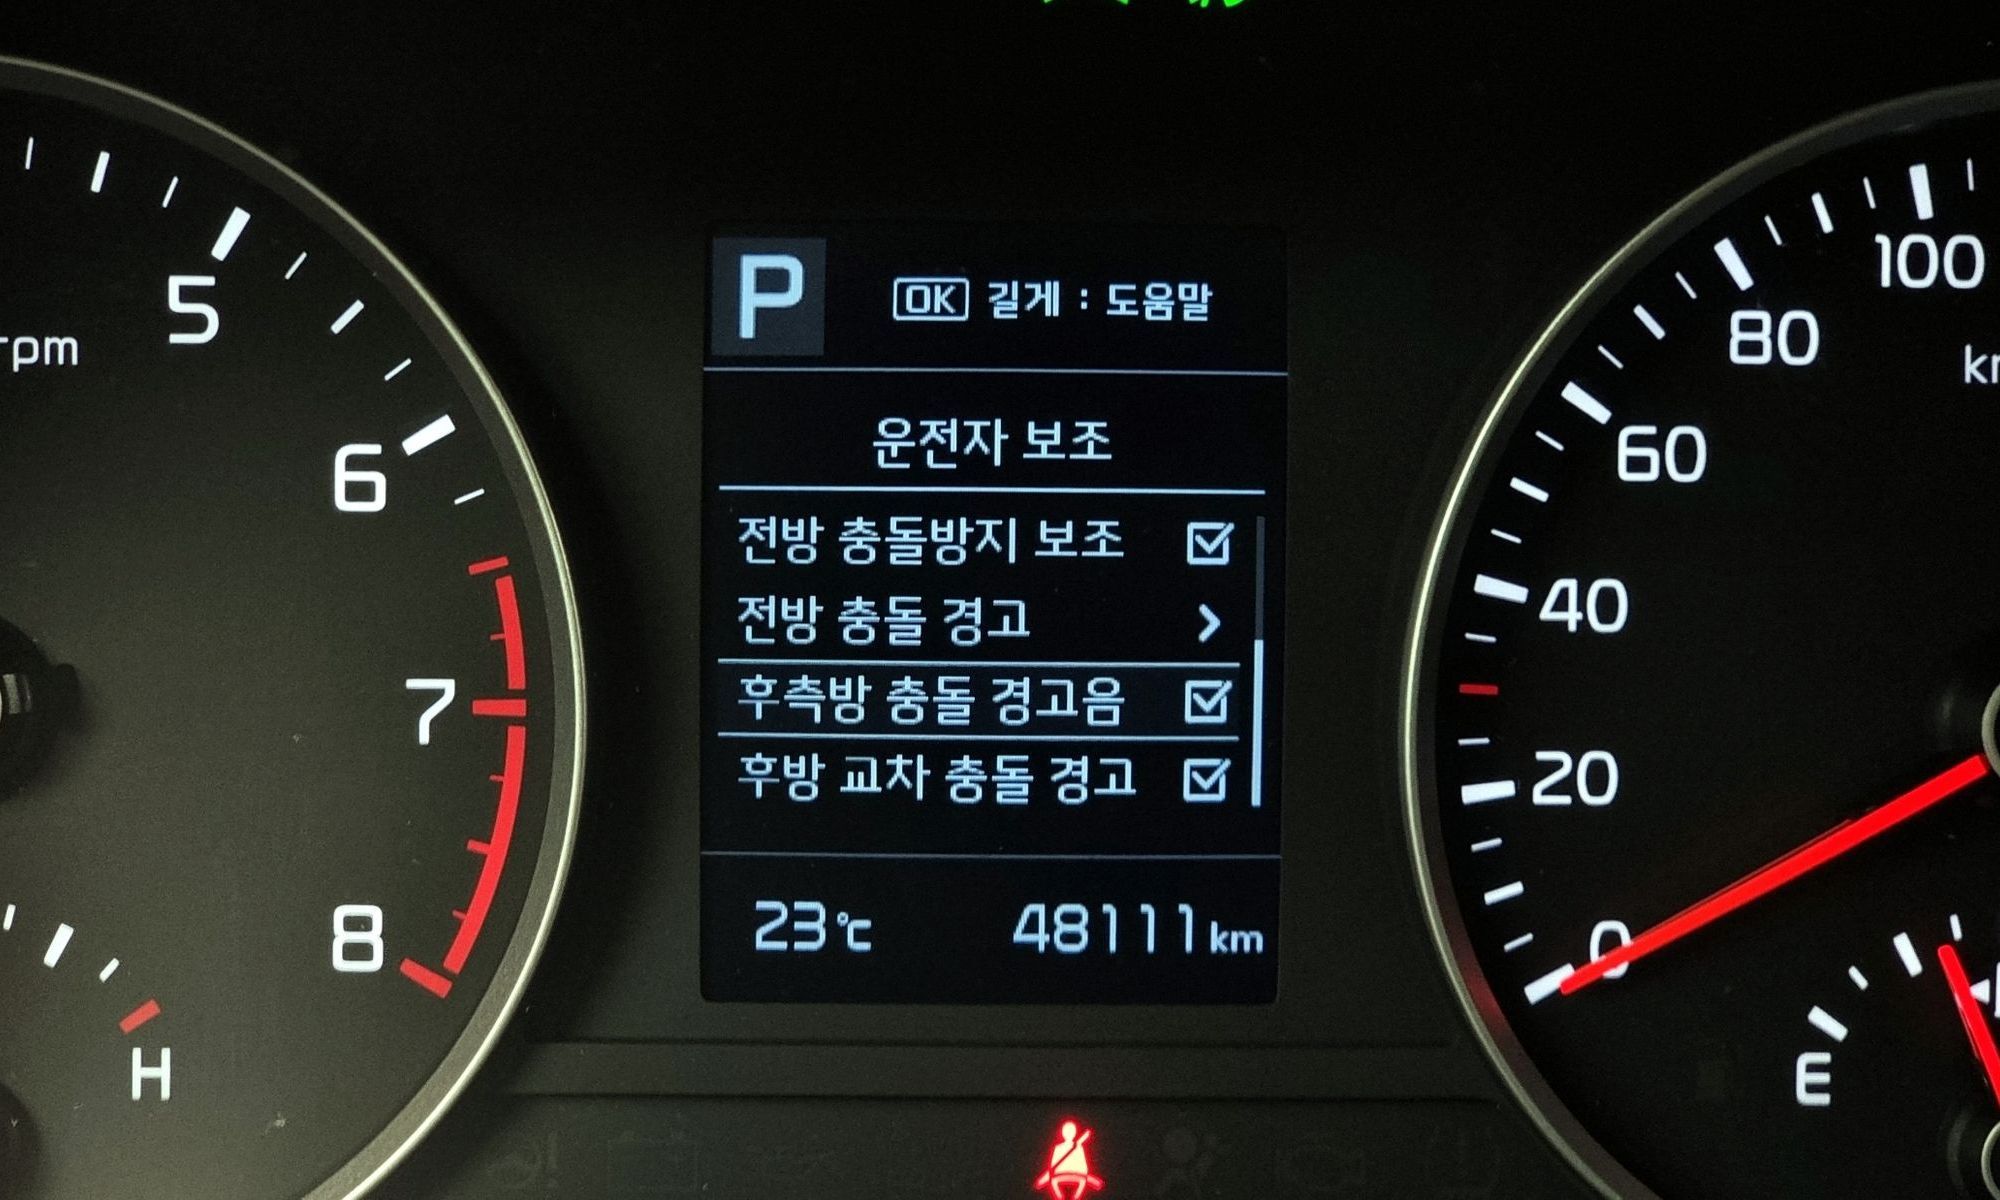 P
OK 길게 : 도움말
운전자 보조
전방 충돌방지 보조
전방 충돌 경고
후측방 충돌 경고음
후방 교차 충돌 경고
23℃ 48111km
rpm
5
6
7
8
H
100
80
60
40
20
0
E